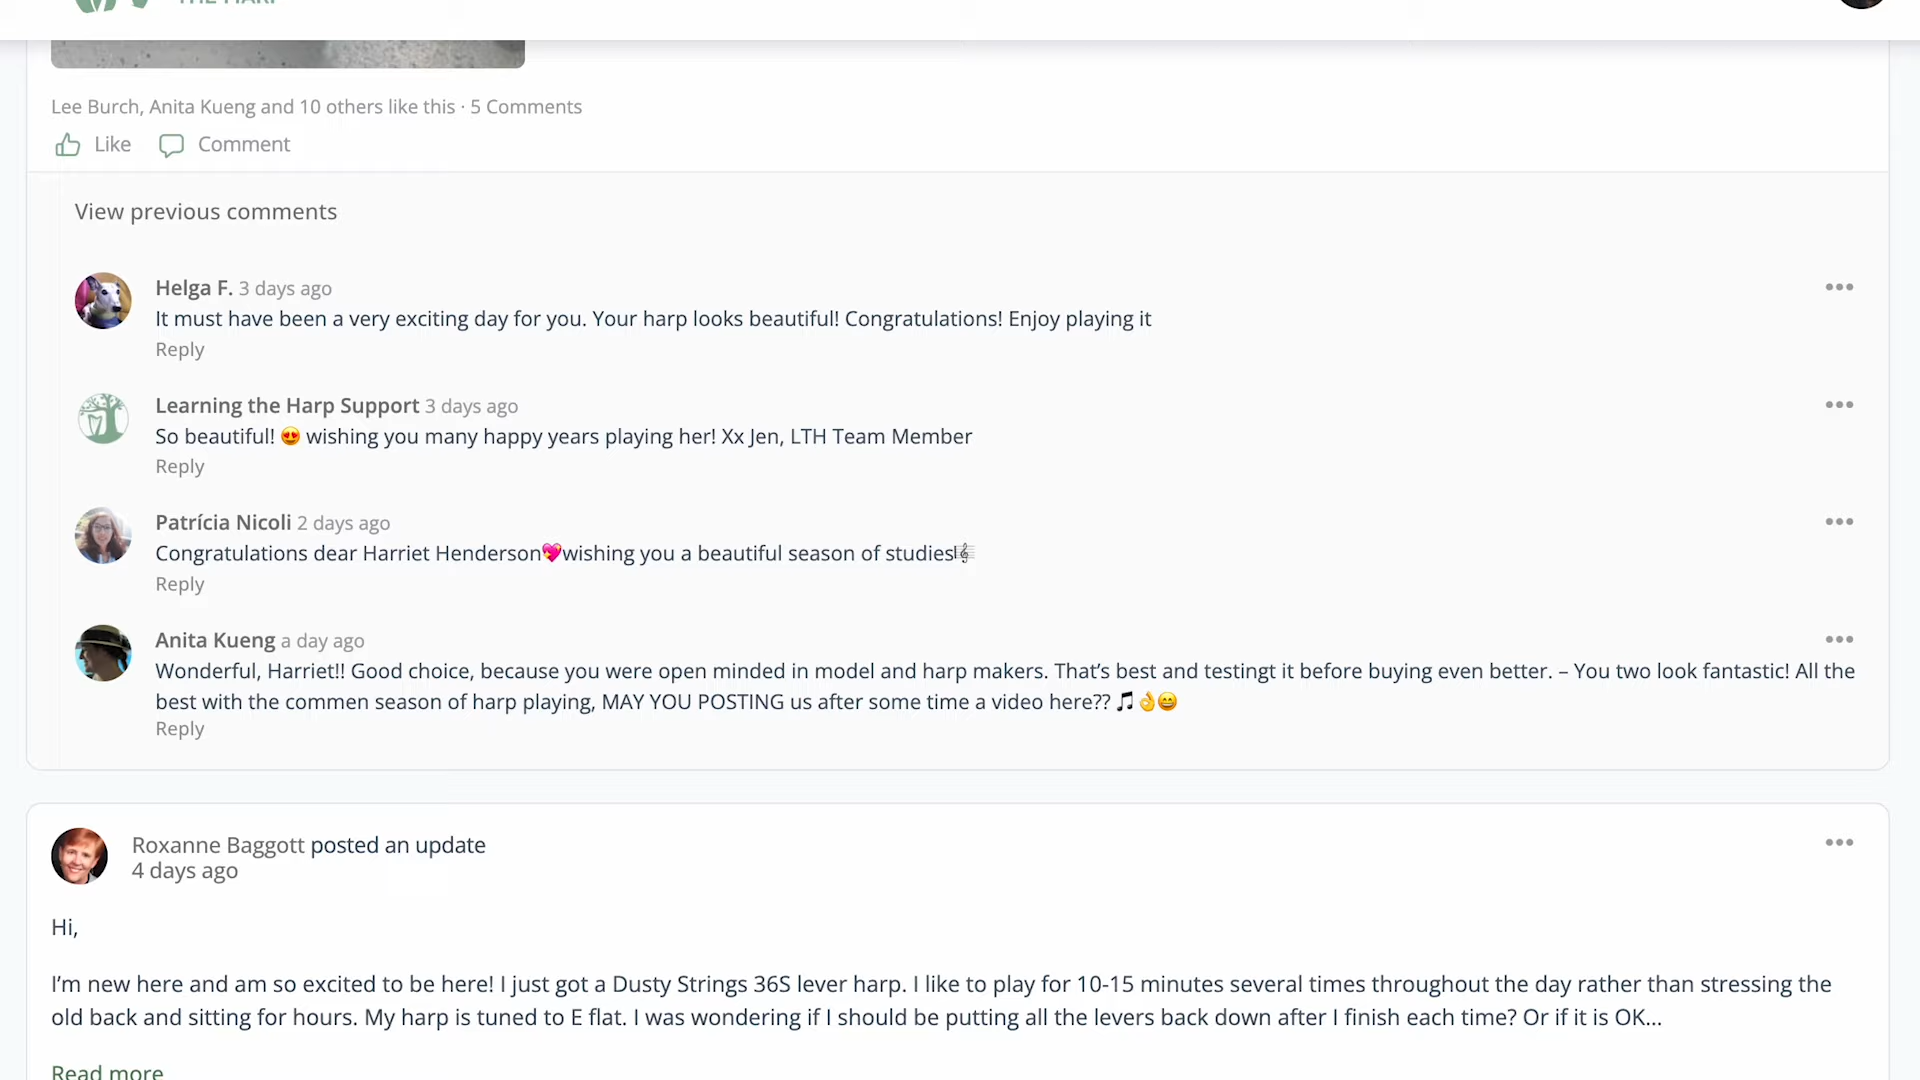 THE HARP
Lee Burch, Anita Kueng and 10 others like this · 5 Comments
Like Comment
View previous comments
Helga F. 3 days ago
It must have been a very exciting day for you. Your harp looks beautiful! Congratulations! Enjoy playing it
Reply
Learning the Harp Support 3 days ago
So beautiful! 😍 wishing you many happy years playing her! Xx Jen, LTH Team Member
Reply
Patrícia Nicoli 2 days ago
Congratulations dear Harriet Henderson💖wishing you a beautiful season of studies!🎼
Reply
Anita Kueng a day ago
Wonderful, Harriet!! Good choice, because you were open minded in model and harp makers. That’s best and testingt it before buying even better. – You two look fantastic! All the
best with the commen season of harp playing, MAY YOU POSTING us after some time a video here?? 🎵👌😄
Reply
Roxanne Baggott posted an update
4 days ago
Hi,
I’m new here and am so excited to be here! I just got a Dusty Strings 36S lever harp. I like to play for 10-15 minutes several times throughout the day rather than stressing the
old back and sitting for hours. My harp is tuned to E flat. I was wondering if I should be putting all the levers back down after I finish each time? Or if it is OK...
Read more